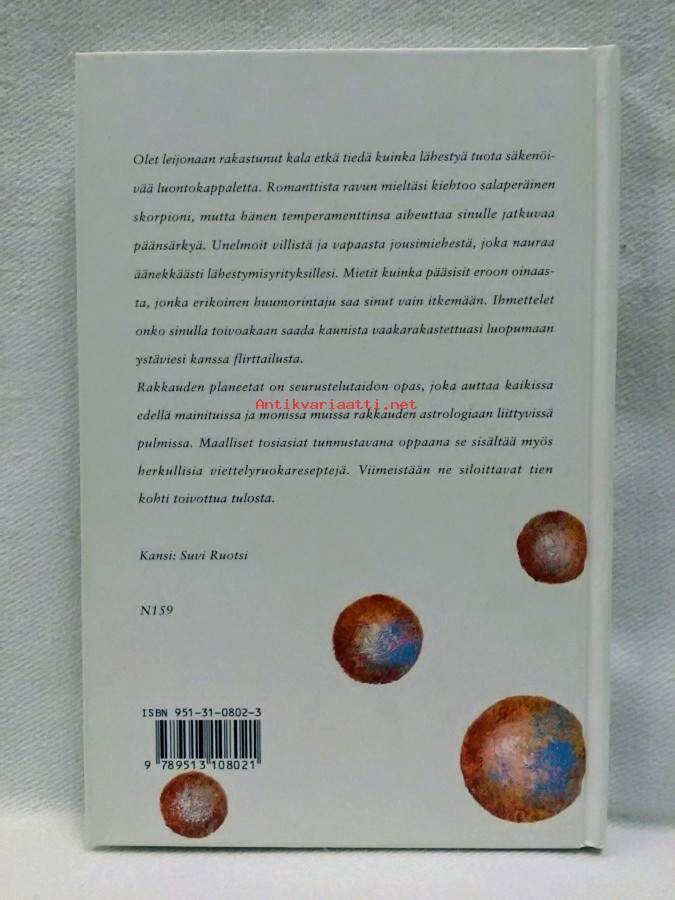 Olet leijonaan rakastunut kala etkä tiedä kuinka lähestyä tuota säkenöi-
vää luontokappaletta. Romanttista ravun mieltäsi kiehtoo salaperäinen
skorpioni, mutta hänen temperamenttinsa aiheuttaa sinulle jatkuvaa
päänsärkyä. Unelmoit villistä ja vapaasta jousimiehestä, joka nauraa
äänekkäästi lähestymisyrityksillesi. Mietit kuinka pääsisit eroon oinaas-
ta, jonka erikoinen huumorintaju saa sinut vain itkemään. Ihmettelet
onko sinulla toivoakaan saada kaunista vaakarakastettuasi luopumaan
ystäviesi kanssa flirttailusta.
Rakkauden planeetat on seurustelutaidon opas, joka auttaa kaikissa
Antikvariaatti.net
edellä mainituissa ja monissa muissa rakkauden astrologiaan liittyvissä
pulmissa. Maalliset tosiasiat tunnustavana oppaana se sisältää myös
herkullisia viettelyruokareseptejä. Viimeistään ne siloittavat tien
kohti toivottua tulosta.
Kansi: Suvi Ruotsi
N159
ISBN 951-31-0802-3
9 789513 108021